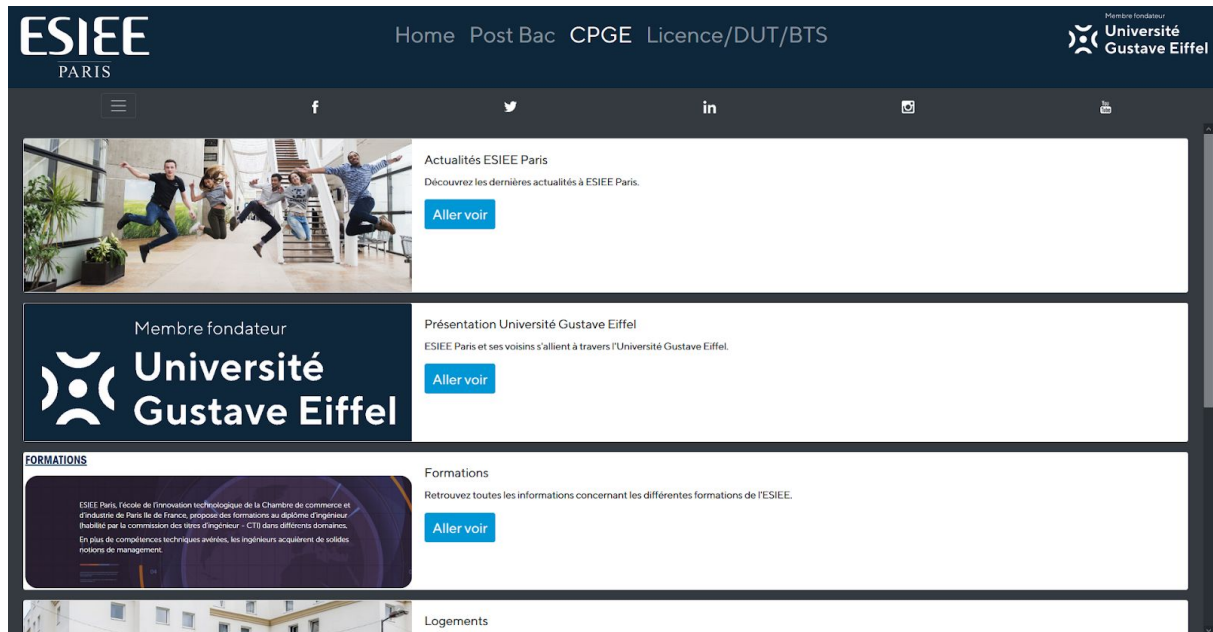 ESIEE
PARIS
Home Post Bac CPGE Licence/DUT/BTS
Membre fondateur
Université
Gustave Eiffel
f
in
You
Tube
Actualités ESIEE Paris
Découvrez les dernières actualités à ESIEE Paris.
Aller voir
Membre fondateur
Université
Gustave Eiffel
Présentation Université Gustave Eiffel
ESIEE Paris et ses voisins s'allient à travers l'Université Gustave Eiffel.
Aller voir
FORMATIONS
ESIEE Paris, l'école de l'innovation technologique de la Chambre de commerce et
d'industrie de Paris Ile de France, propose des formations au diplôme d'ingénieur
(habilité par la commission des titres d'ingénieur – CTI) dans différents domaines.
En plus de compétences techniques avérées, les ingénieurs acquièrent de solides
notions de management.
Formations
Retrouvez toutes les informations concernant les différentes formations de l'ESIEE.
Aller voir
Logements